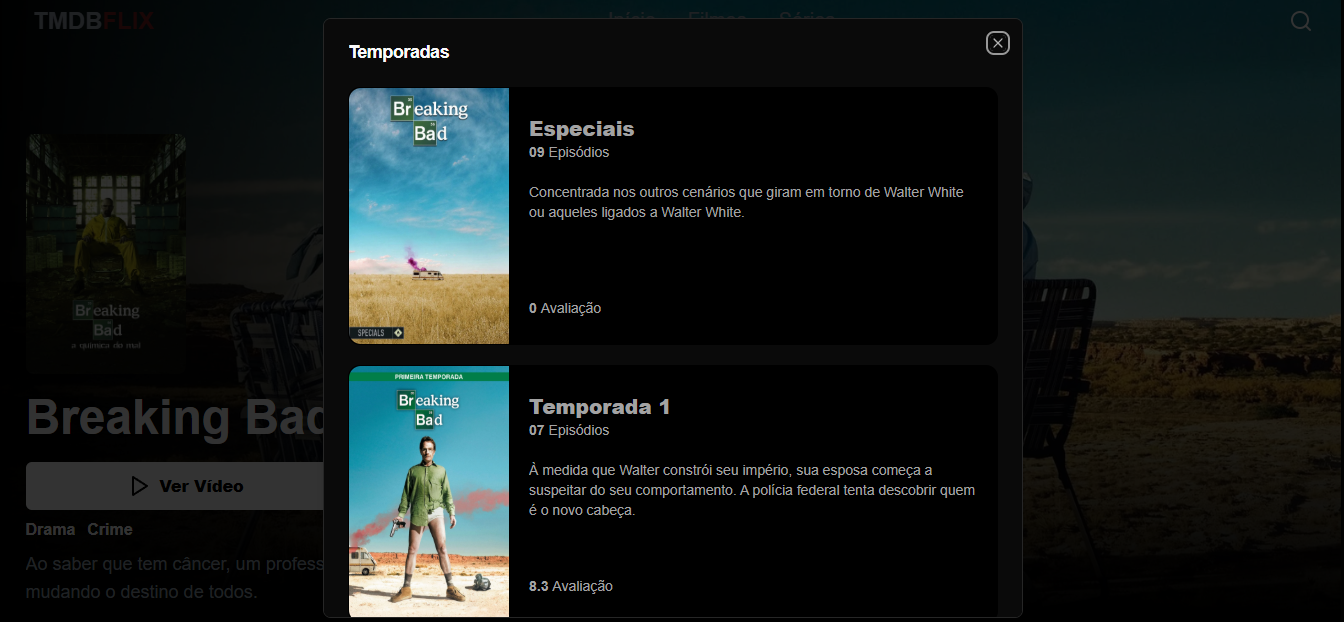 TMDBFLIX
Início Filmes Séries
Temporadas
Breaking
Bad
SPECIALS
Especiais
09 Episódios
Concentrada nos outros cenários que giram em torno de Walter White
ou aqueles ligados a Walter White.
0 Avaliação
PRIMEIRA TEMPORADA
Breaking
Bad
Temporada 1
07 Episódios
À medida que Walter constrói seu império, sua esposa começa a
suspeitar do seu comportamento. A polícia federal tenta descobrir quem
é o novo cabeça.
8.3 Avaliação
Breaking
Bad
a química do mal
Breaking Bad
Ver Vídeo
Drama Crime
Ao saber que tem câncer, um profess
mudando o destino de todos.